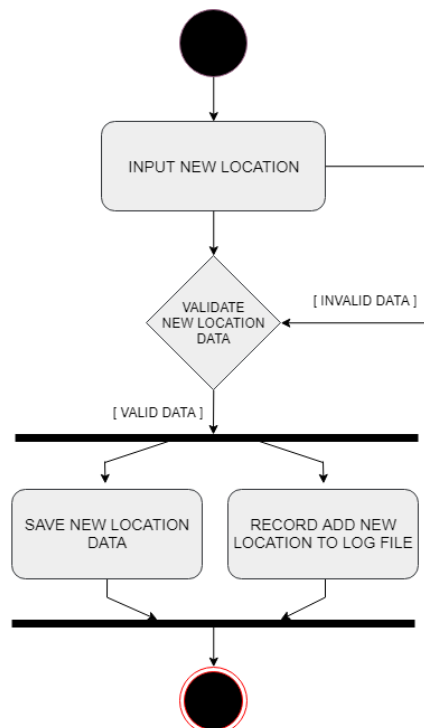 INPUT NEW LOCATION
VALIDATE
NEW LOCATION
DATA
[ INVALID DATA ]
[ VALID DATA ]
SAVE NEW LOCATION
DATA
RECORD ADD NEW
LOCATION TO LOG FILE